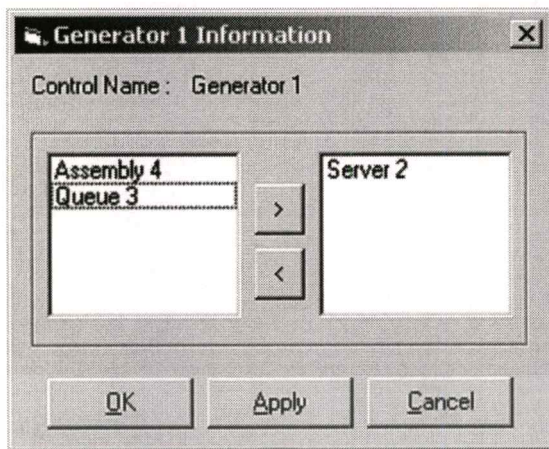 Generator 1 Information
Control Name : Generator 1
Assembly 4
Queue 3
>
<
Server 2
OK
Apply
Cancel